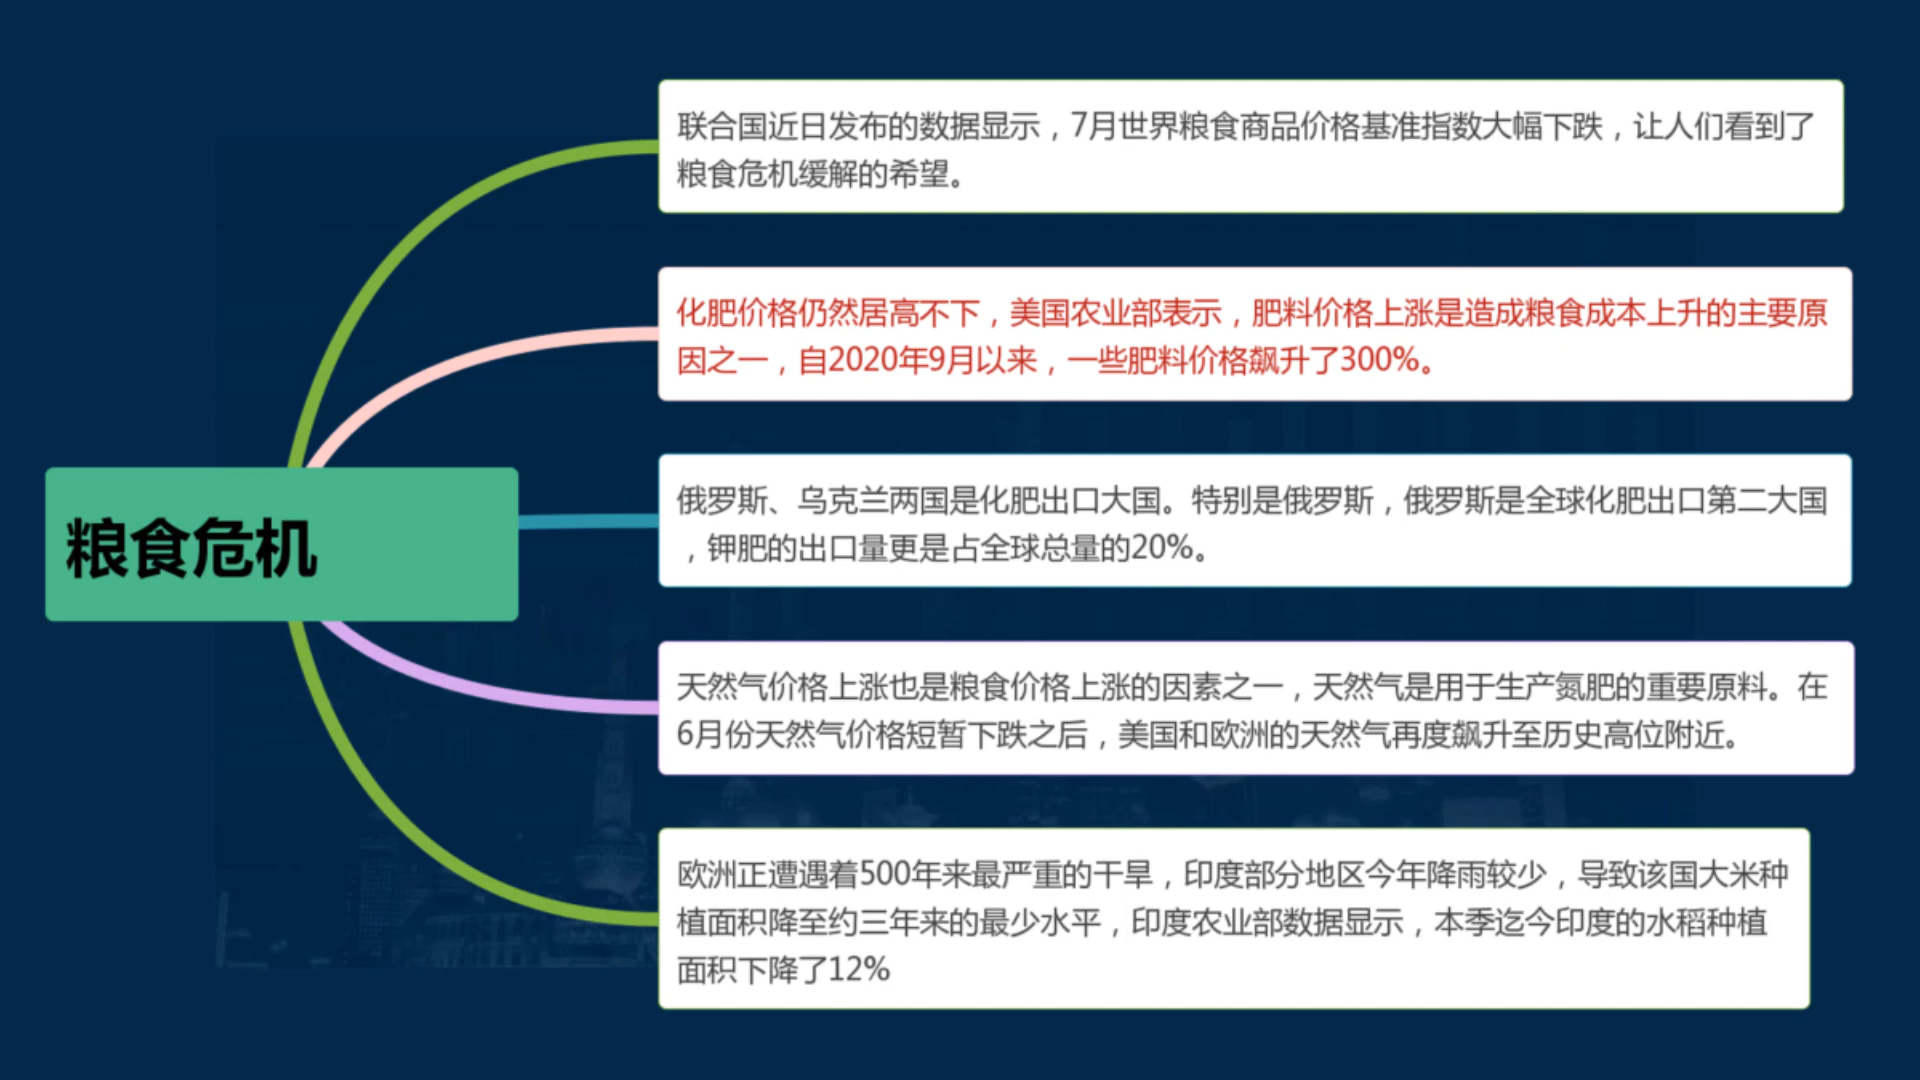 联合国近日发布的数据显示，7月世界粮食商品价格基准指数大幅下跌，让人们看到了
粮食危机缓解的希望。
化肥价格仍然居高不下，美国农业部表示，肥料价格上涨是造成粮食成本上升的主要原
因之一，自2020年9月以来，一些肥料价格飙升了300%。
粮食危机
俄罗斯、乌克兰两国是化肥出口大国。特别是俄罗斯，俄罗斯是全球化肥出口第二大国
，钾肥的出口量更是占全球总量的20%。
天然气价格上涨也是粮食价格上涨的因素之一，天然气是用于生产氮肥的重要原料。在
6月份天然气价格短暂下跌之后，美国和欧洲的天然气再度飙升至历史高位附近。
欧洲正遭遇着500年来最严重的干旱，印度部分地区今年降雨较少，导致该国大米种
植面积降至约三年来的最少水平，印度农业部数据显示，本季迄今印度的水稻种植
面积下降了12%